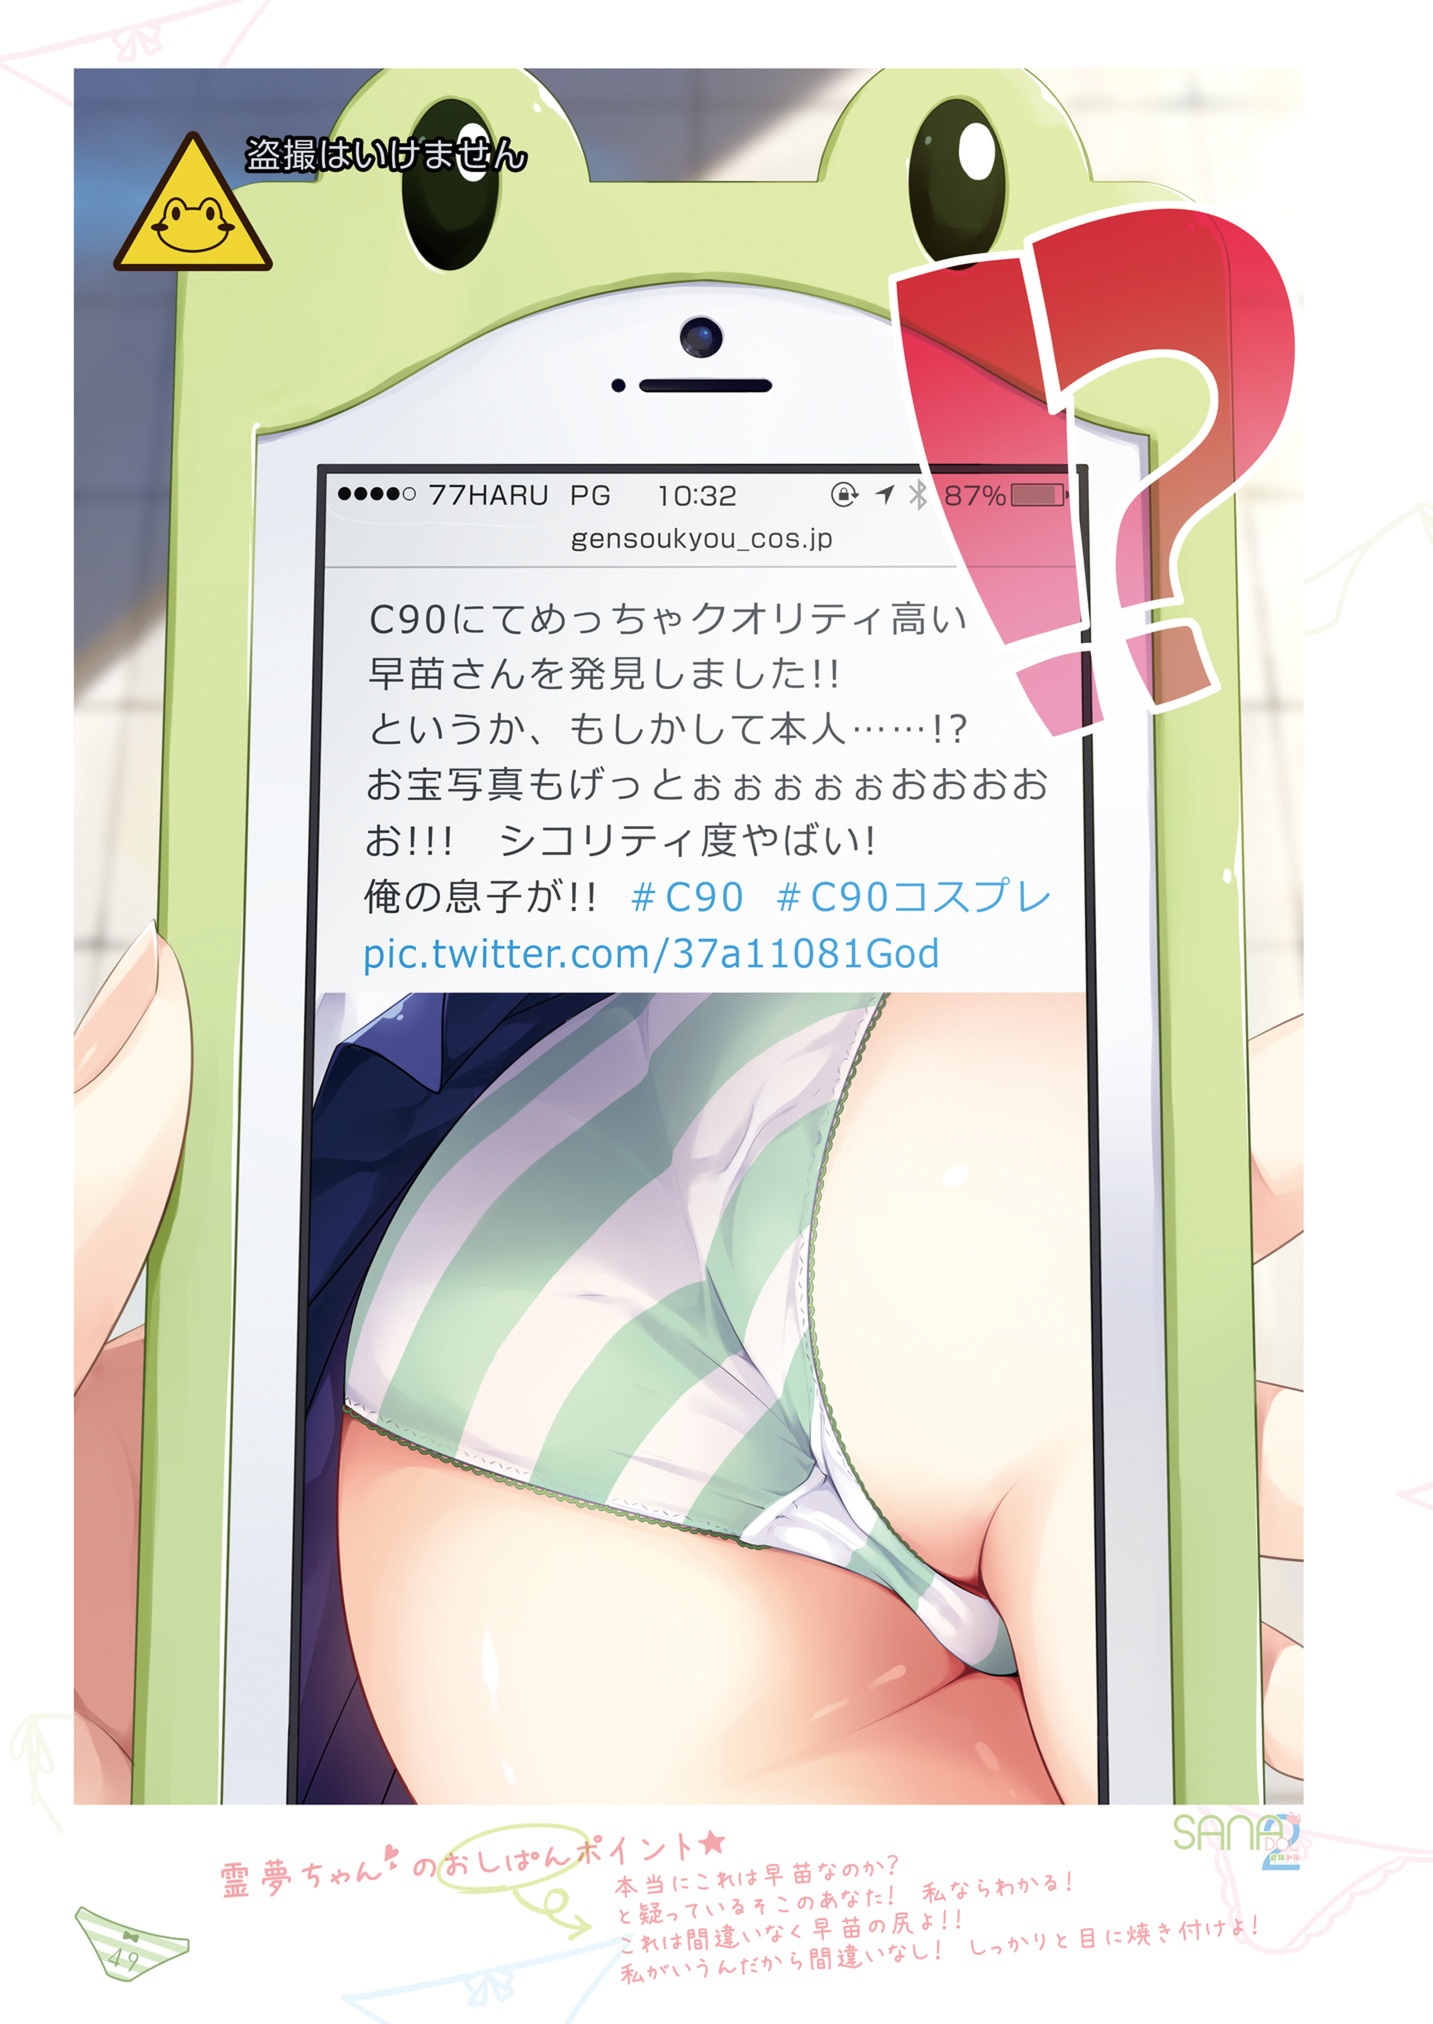 盗撮はいけません
!?
77HARU PG 10:32 87%
gensoukyou_cos.jp
C90にてめっちゃクオリティ高い
早苗さんを発見しました!!
というか、もしかして本人……!?
お宝写真もげっとぉぉぉぉぉおおおお
お!!! シコリティ度やばい!
俺の息子が!! #C90 #C90コスプレ
pic.twitter.com/37a11081God
SANA DOLL 2
霊夢ちゃんのおしぱんポイント★
本当にこれは早苗なのか?
と疑っているそこのあなた! 私ならわかる!
これは間違いなく早苗の尻よ!!
私がいうんだから間違いなし! しっかりと目に焼き付けよ!
49